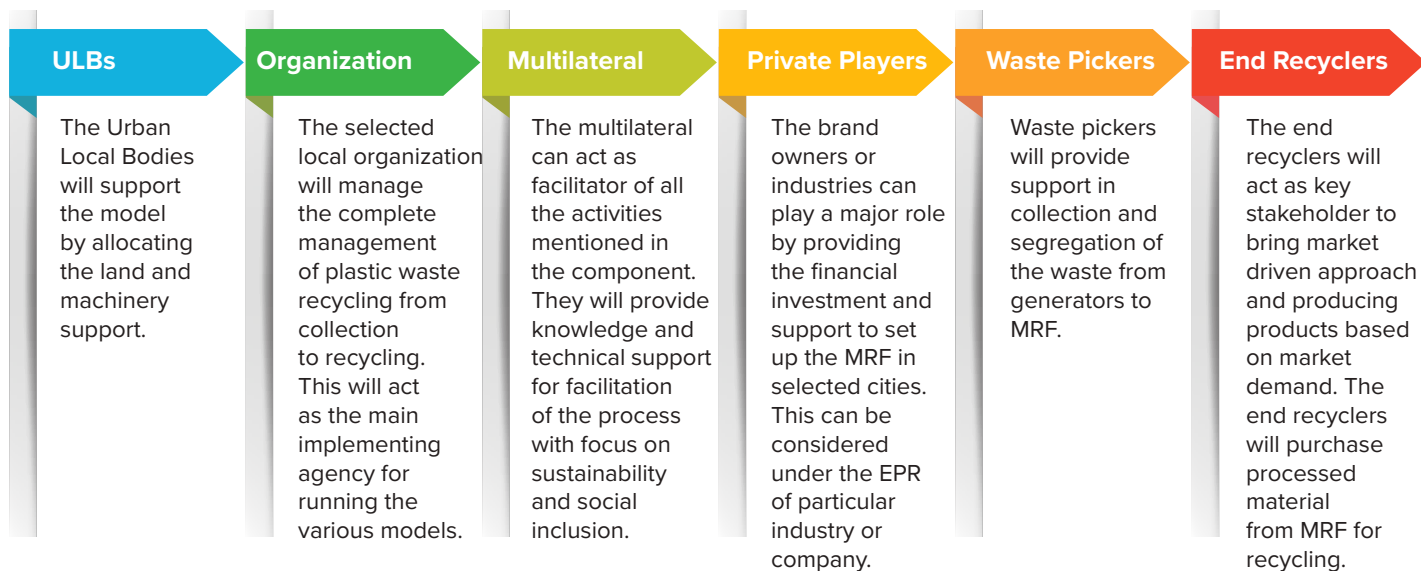 ULBs
The Urban
Local Bodies
will support
the model
by allocating
the land and
machinery
support.
Organization
The selected
local organization
will manage
the complete
management
of plastic waste
recycling from
collection
to recycling.
This will act
as the main
implementing
agency for
running the
various models.
Multilateral
The multilateral
can act as
facilitator of all
the activities
mentioned in
the component.
They will provide
knowledge and
technical support
for facilitation
of the process
with focus on
sustainability
and social
inclusion.
Private Players
The brand
owners or
industries can
play a major role
by providing
the financial
investment and
support to set
up the MRF in
selected cities.
This can be
considered
under the EPR
of particular
industry or
company.
Waste Pickers
Waste pickers
will provide
support in
collection and
segregation of
the waste from
generators to
MRF.
End Recyclers
The end
recyclers will
act as key
stakeholder to
bring market
driven approach
and producing
products based
on market
demand. The
end recyclers
will purchase
processed
material
from MRF for
recycling.